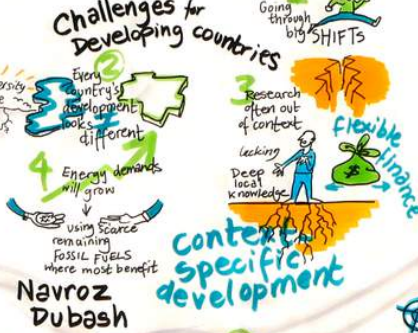 Challenges for
Developing countries
Going
through
big SHIFTs
2
Every
country's
development
looks
different
3
Research
often out
of context
lacking
Deep
local
knowledge
flexible
finance
$
4
Energy demands
will grow
using scarce
remaining
FOSSIL FUELS
where most benefit
context
specific
development
Navroz
Dubash